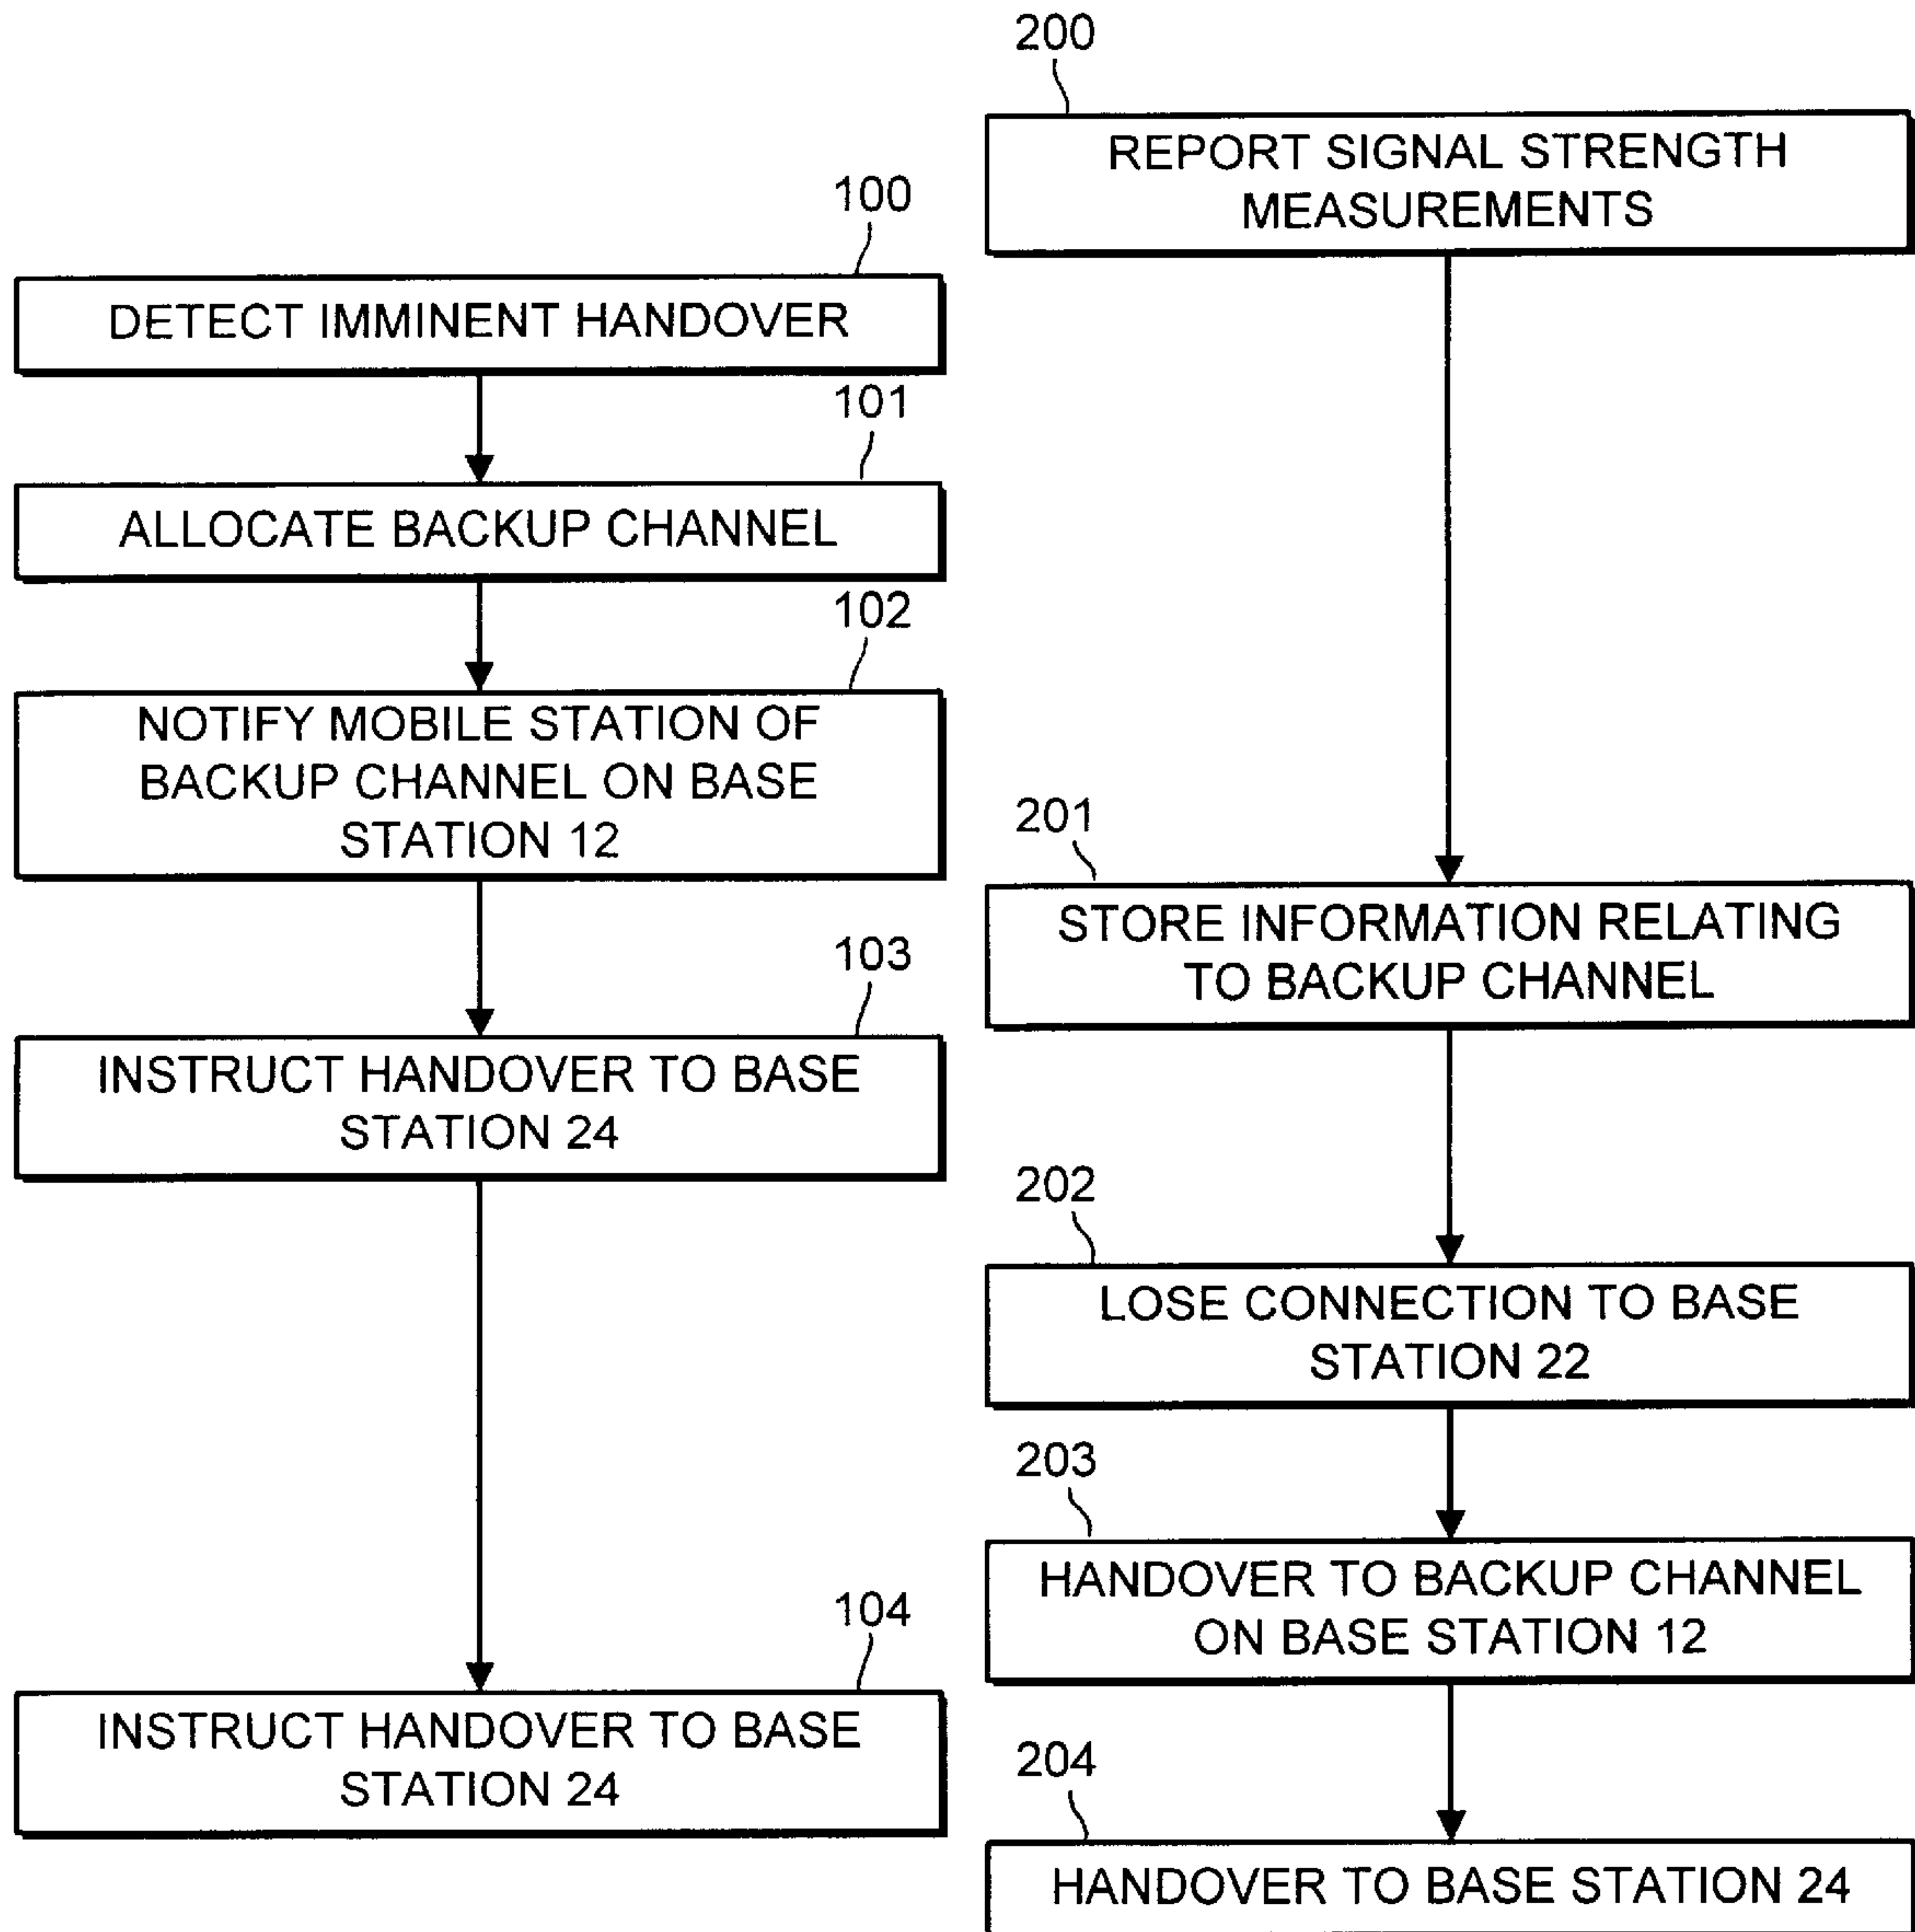 100
DETECT IMMINENT HANDOVER
101
ALLOCATE BACKUP CHANNEL
102
NOTIFY MOBILE STATION OF
BACKUP CHANNEL ON BASE
STATION 12
103
INSTRUCT HANDOVER TO BASE
STATION 24
104
INSTRUCT HANDOVER TO BASE
STATION 24
200
REPORT SIGNAL STRENGTH
MEASUREMENTS
201
STORE INFORMATION RELATING
TO BACKUP CHANNEL
202
LOSE CONNECTION TO BASE
STATION 22
203
HANDOVER TO BACKUP CHANNEL
ON BASE STATION 12
204
HANDOVER TO BASE STATION 24